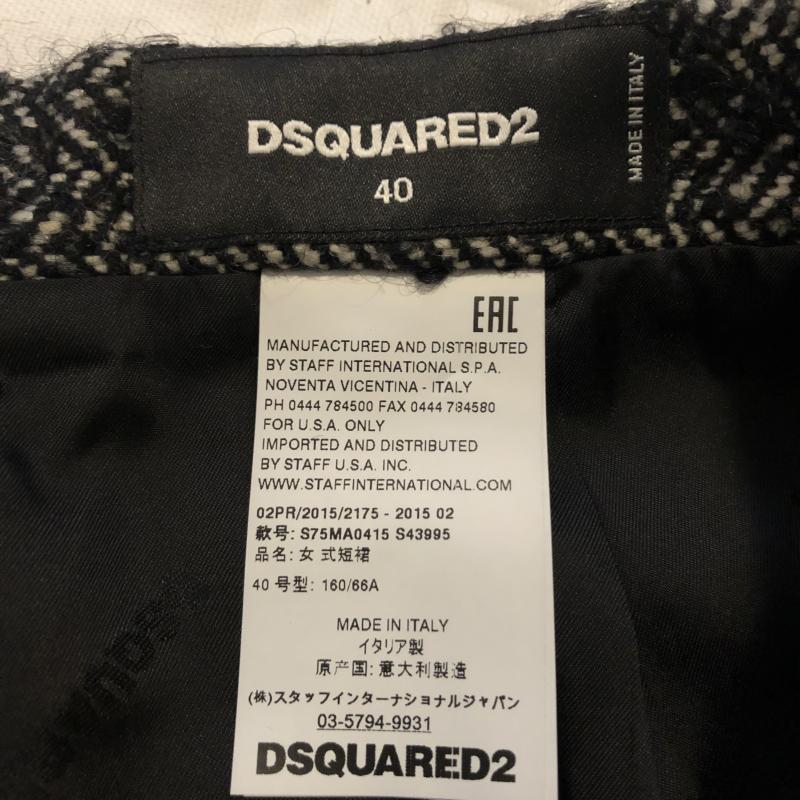 DSQUARED2
40
MADE IN ITALY
EAC
MANUFACTURED AND DISTRIBUTED
BY STAFF INTERNATIONAL S.P.A.
NOVENTA VICENTINA - ITALY
PH 0444 784500 FAX 0444 784580
FOR U.S.A. ONLY
IMPORTED AND DISTRIBUTED
BY STAFF U.S.A. INC.
WWW.STAFFINTERNATIONAL.COM
02PR/2015/2175 - 2015 02
款号: S75MA0415 S43995
品名: 女 式短裙
40 号型: 160/66A
MADE IN ITALY
イタリア製
原产国: 意大利製造
(株)スタッフインターナショナルジャパン
03-5794-9931
DSQUARED2